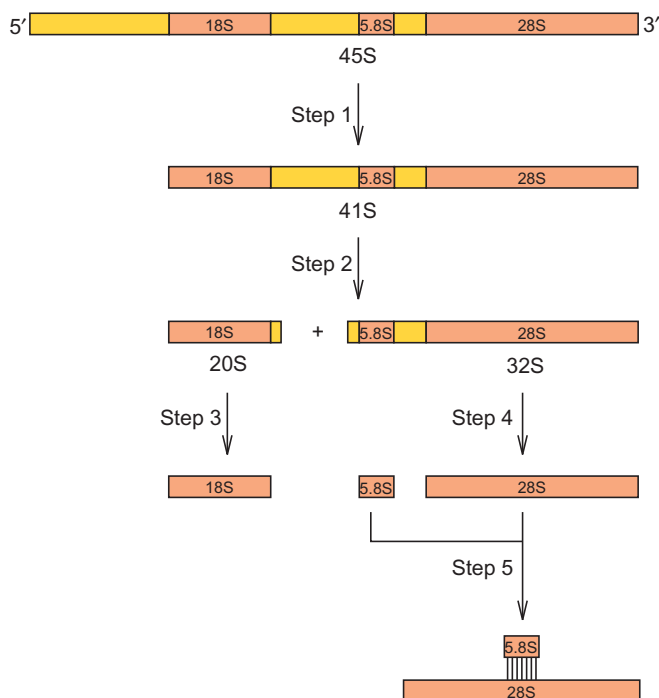 5′ 18S 5.8S 28S 3′
45S
Step 1
18S 5.8S 28S
41S
Step 2
18S + 5.8S 28S
20S 32S
Step 3 Step 4
18S 5.8S 28S
Step 5
5.8S
28S